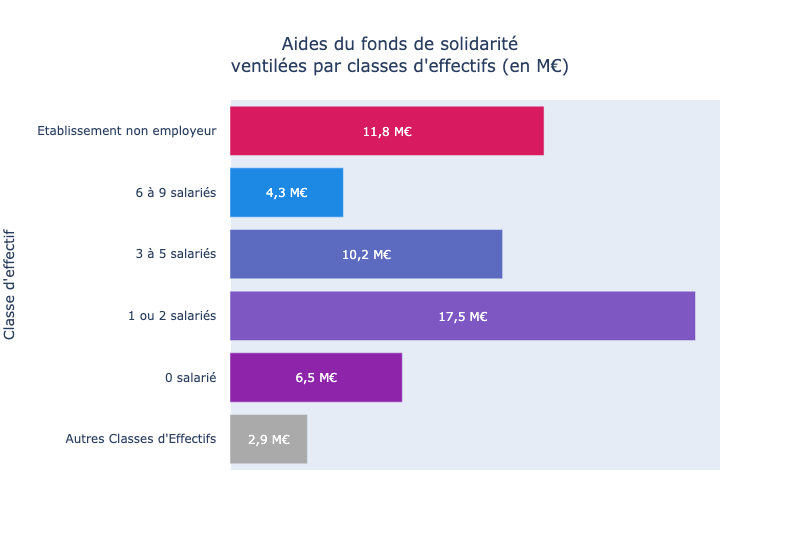 Aides du fonds de solidarité
ventilées par classes d'effectifs (en M€)
Classe d'effectif
Etablissement non employeur
11,8 M€
6 à 9 salariés
4,3 M€
3 à 5 salariés
10,2 M€
1 ou 2 salariés
17,5 M€
0 salarié
6,5 M€
Autres Classes d'Effectifs
2,9 M€